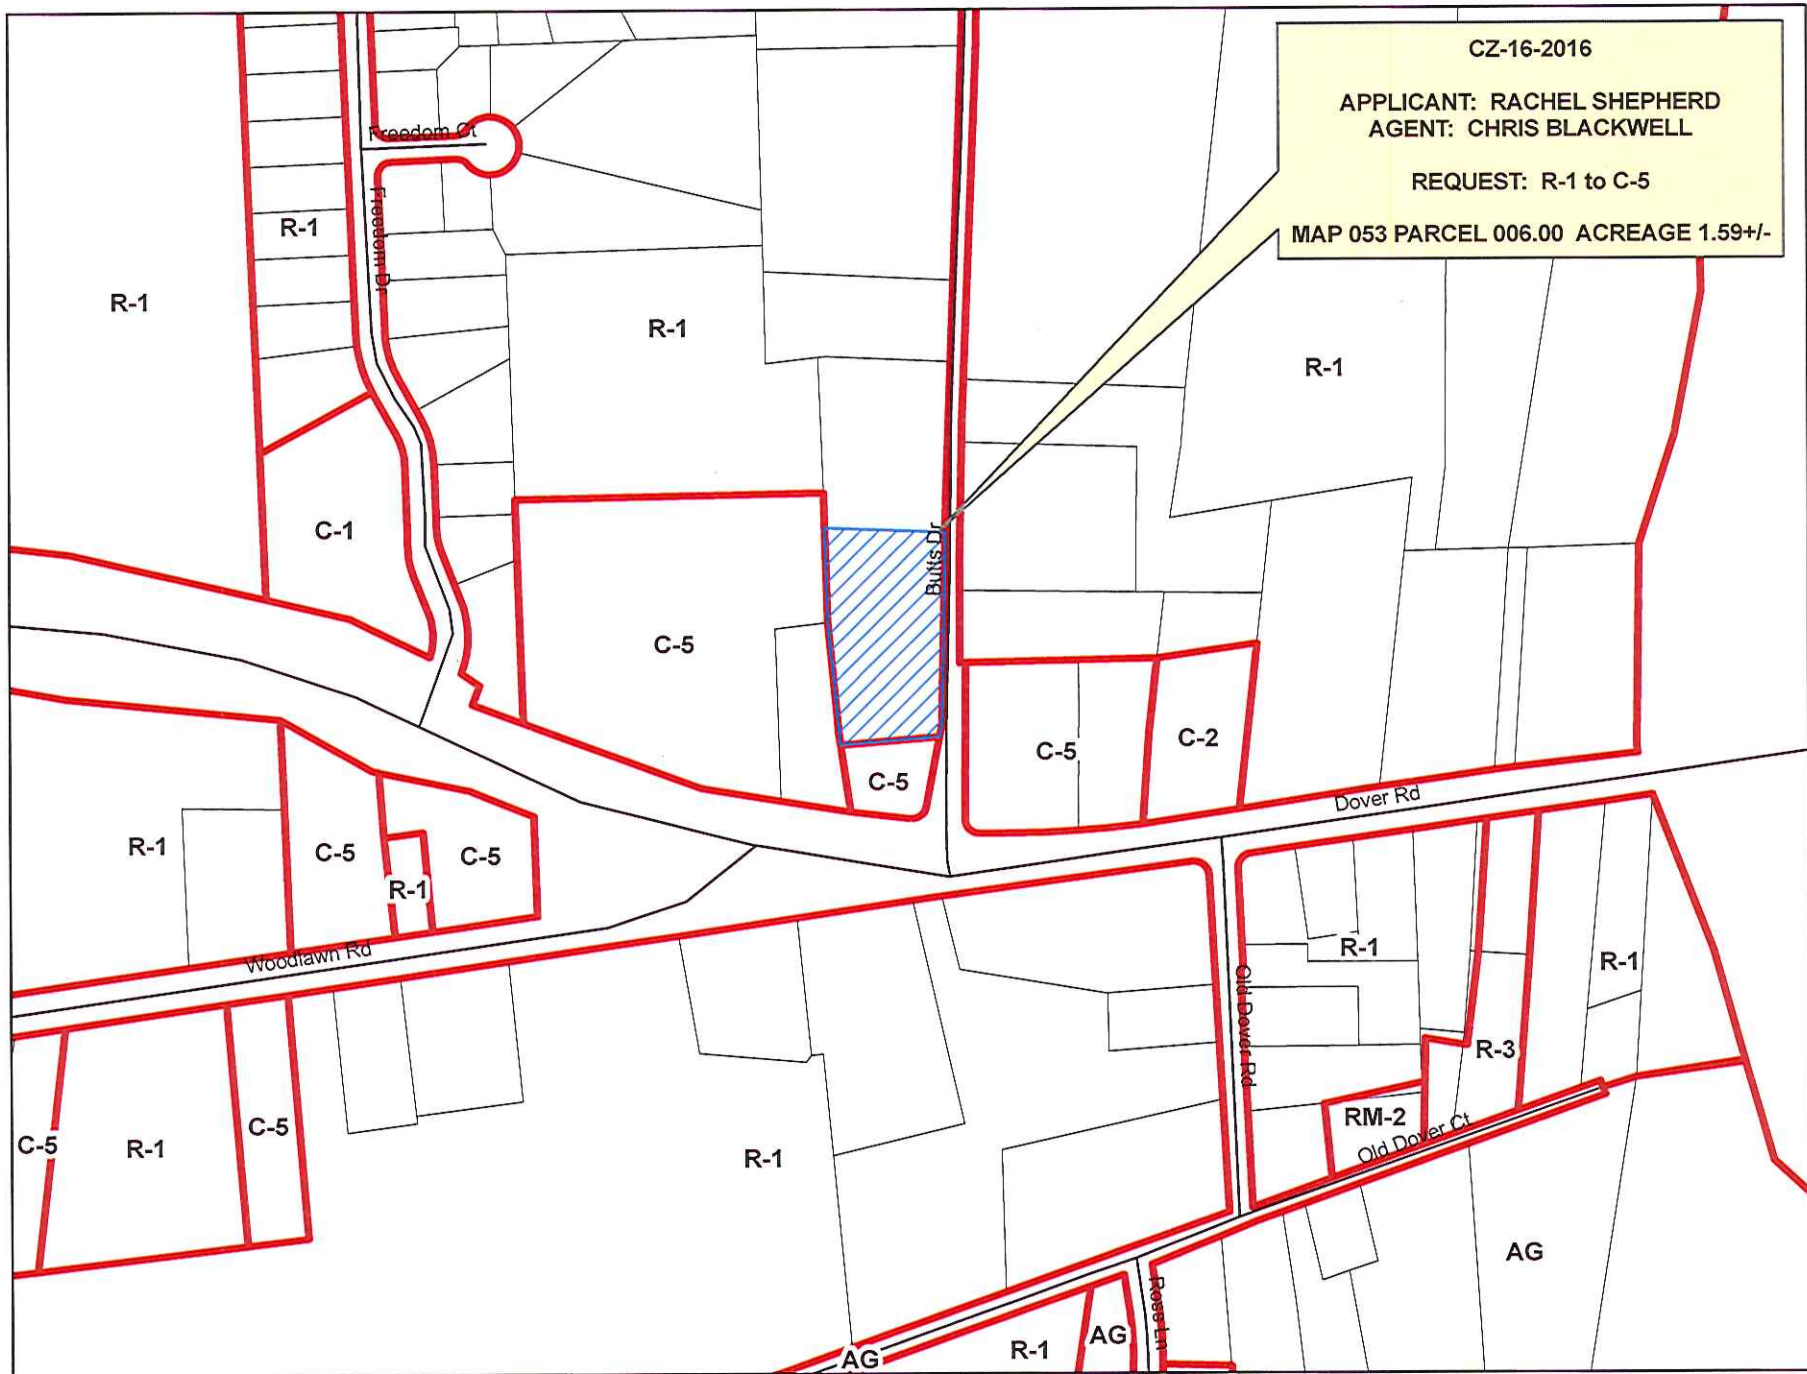 CZ-16-2016
APPLICANT: RACHEL SHEPHERD
AGENT: CHRIS BLACKWELL
REQUEST: R-1 to C-5
MAP 053 PARCEL 006.00 ACREAGE 1.59+/-
Freedom Ct
R-1
Freedom Dr
R-1
R-1
R-1
C-1
Butts Dr
C-5
C-5
C-2
C-5
Dover Rd
R-1
C-5
C-5
R-1
Woodlawn Rd
R-1
R-1
Old Dover Rd
R-3
C-5
R-1
C-5
R-1
RM-2
Old Dover Ct
AG
Ross Ln
AG
R-1
AG